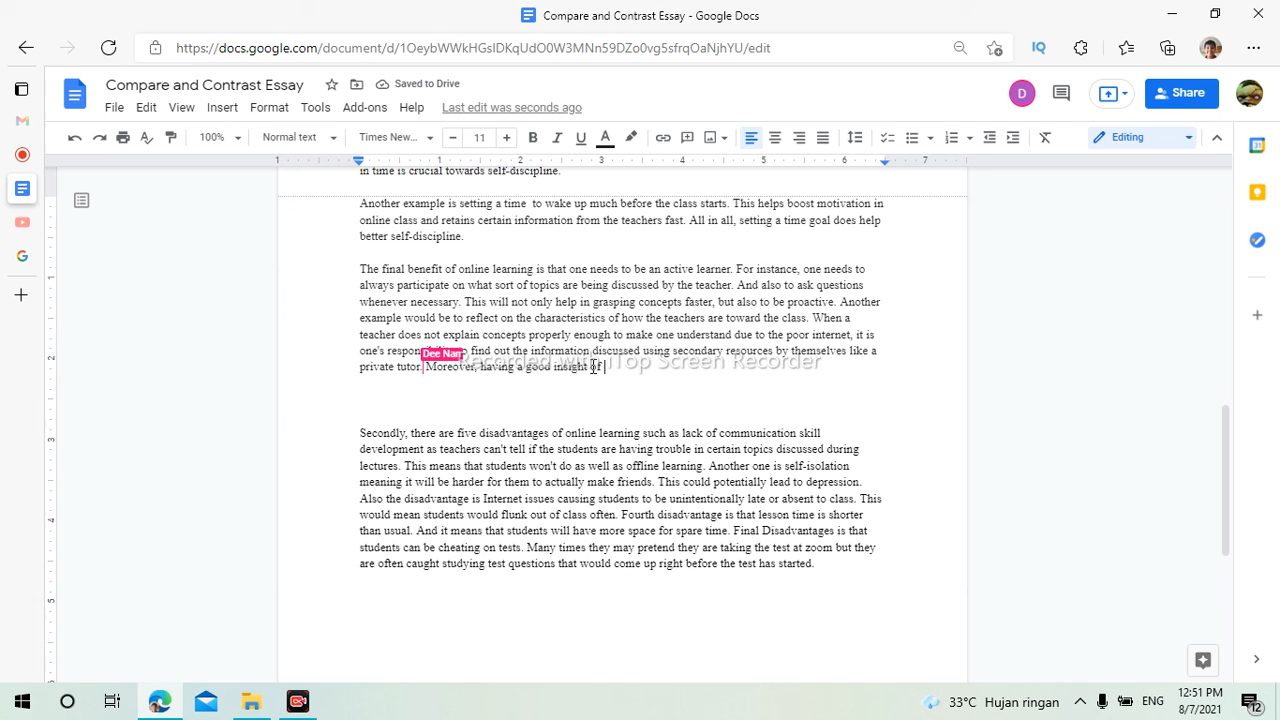 Compare and Contrast Essay - Google Docs
https://docs.google.com/document/d/1OeybWWkHGsIDKqUdO0W3MNn59DZo0vg5sfrqOaNjhYU/edit
Compare and Contrast Essay
Saved to Drive
File Edit View Insert Format Tools Add-ons Help Last edit was seconds ago
D
Share
100% Normal text Times New... 11 B I U A Editing
1 1 2 3 4 5 6 7
in time is crucial towards self-discipline.
Another example is setting a time to wake up much before the class starts. This helps boost motivation in
online class and retains certain information from the teachers fast. All in all, setting a time goal does help
better self-discipline.
The final benefit of online learning is that one needs to be an active learner. For instance, one needs to
always participate on what sort of topics are being discussed by the teacher. And also to ask questions
whenever necessary. This will not only help in grasping concepts faster, but also to be proactive. Another
example would be to reflect on the characteristics of how the teachers are toward the class. When a
teacher does not explain concepts properly enough to make one understand due to the poor internet, it is
one's find out the information discussed using secondary resources by themselves like a
Dee Nam
private tutor. Moreover, having a good insight of
Recorded with iTop Screen Recorder
Secondly, there are five disadvantages of online learning such as lack of communication skill
development as teachers can't tell if the students are having trouble in certain topics discussed during
lectures. This means that students won't do as well as offline learning. Another one is self-isolation
meaning it will be harder for them to actually make friends. This could potentially lead to depression.
Also the disadvantage is Internet issues causing students to be unintentionally late or absent to class. This
would mean students would flunk out of class often. Fourth disadvantage is that lesson time is shorter
than usual. And it means that students will have more space for spare time. Final Disadvantages is that
students can be cheating on tests. Many times they may pretend they are taking the test at zoom but they
are often caught studying test questions that would come up right before the test has started.
1
2
3
4
5
33°C Hujan ringan
ENG
12:51 PM
8/7/2021
12